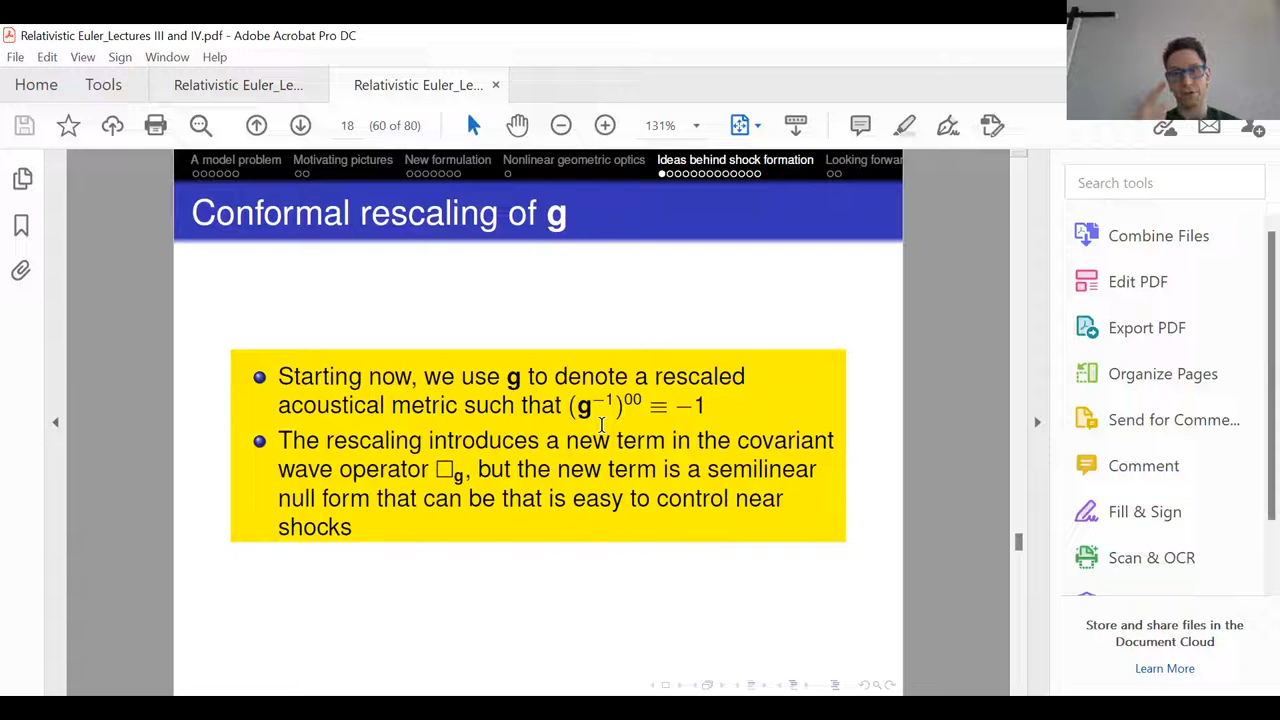 Relativistic Euler_Lectures III and IV.pdf - Adobe Acrobat Pro DC
File Edit View Sign Window Help
Home Tools Relativistic Euler_Le... Relativistic Euler_Le... ×
18 (60 of 80) 131%
A model problem Motivating pictures New formulation Nonlinear geometric optics Ideas behind shock formation Looking forwar
Conformal rescaling of g
Starting now, we use g to denote a rescaled
acoustical metric such that (g⁻¹)⁰⁰ ≡ −1
The rescaling introduces a new term in the covariant
wave operator □g, but the new term is a semilinear
null form that can be that is easy to control near
shocks
Search tools
Combine Files
Edit PDF
Export PDF
Organize Pages
Send for Comme...
Comment
Fill & Sign
Scan & OCR
Store and share files in the
Document Cloud
Learn More